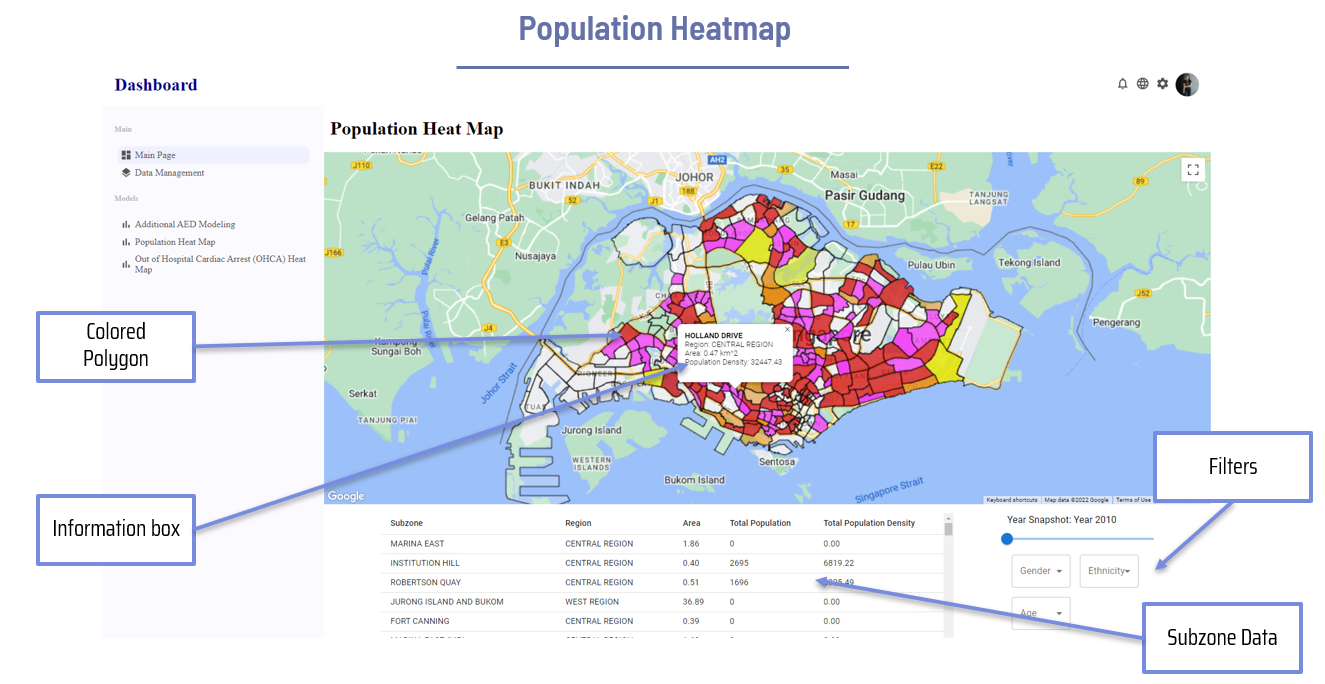 Population Heatmap
Dashboard
Main
Main Page
Data Management
Models
Additional AED Modeling
Population Heat Map
Out of Hospital Cardiac Arrest (OHCA) Heat
Map
Population Heat Map
J110
AH2
35
E22
Masai
BUKIT INDAH
JOHOR
188
89
52
J1
Pasir Gudang
TANJUNG
LANGSAT
Gelang Patah
17
E3
J166
Nusajaya
Pulau Ubin
Tekong Island
J52
J4
Pengerang
Sungai Boh
Johor Strait
Serkat
TANJUNG PIAI
TUAS
PIONEER
Jurong Island
WESTERN
ISLANDS
Sentosa
Bukom Island
Singapore Strait
HOLLAND DRIVE
Region: CENTRAL REGION
Area: 0.47 km^2
Population Density: 32447.43
Google
Keyboard shortcuts
Map data ©2022 Google
Terms of Use
Colored
Polygon
Information box
Filters
Subzone Data
Subzone Region Area Total Population Total Population Density
MARINA EAST CENTRAL REGION 1.86 0 0.00
INSTITUTION HILL CENTRAL REGION 0.40 2695 6819.22
ROBERTSON QUAY CENTRAL REGION 0.51 1696
JURONG ISLAND AND BUKOM WEST REGION 36.89 0 0.00
FORT CANNING CENTRAL REGION 0.39 0 0.00
Year Snapshot: Year 2010
Gender
Ethnicity
Age